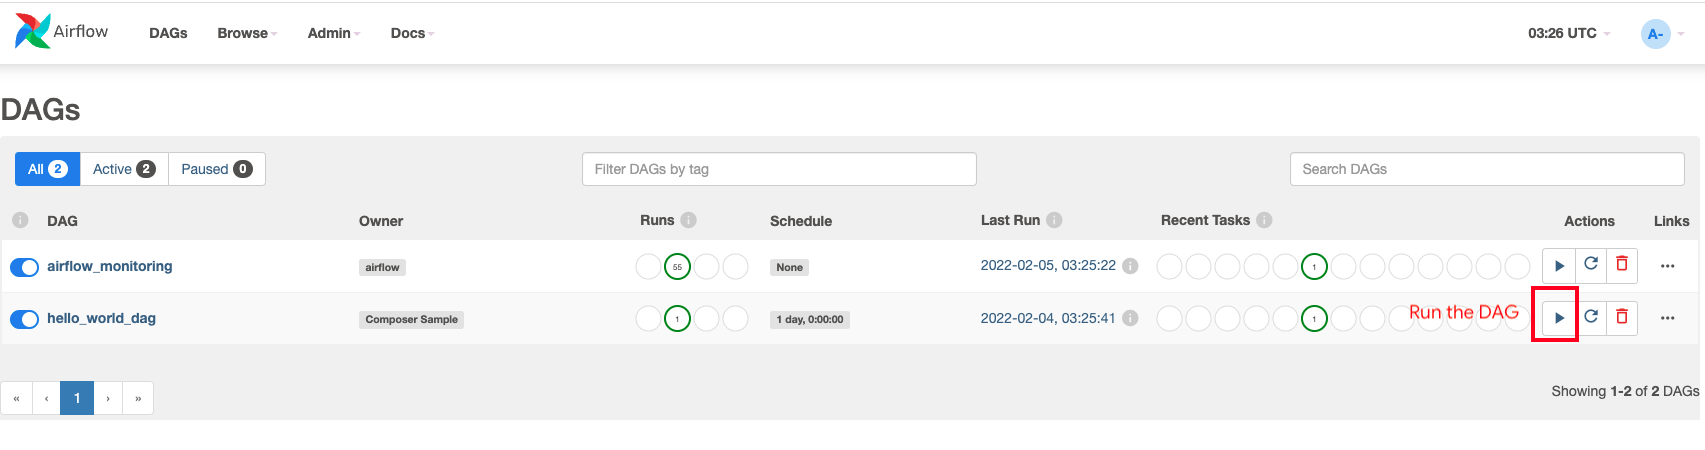 Airflow DAGs Browse Admin Docs 03:26 UTC A-
DAGs
All 2 Active 2 Paused 0 Filter DAGs by tag Search DAGs
i DAG Owner Runs i Schedule Last Run i Recent Tasks i Actions Links
airflow_monitoring airflow 55 None 2022-02-05, 03:25:22 i 1 ...
hello_world_dag Composer Sample 1 1 day, 0:00:00 2022-02-04, 03:25:41 i 1 Run the DAG ...
« ‹ 1 › » Showing 1-2 of 2 DAGs